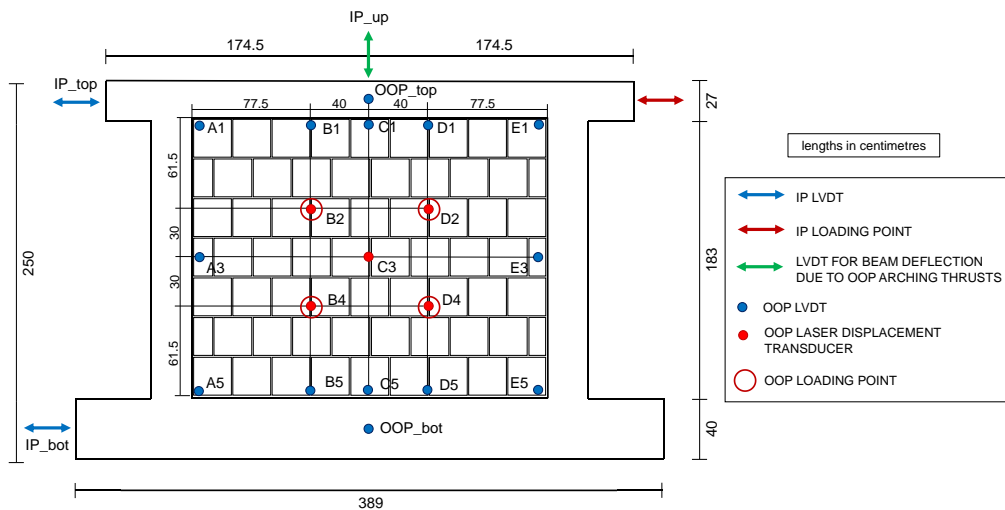 IP_up
174.5
174.5
IP_top
OOP_top
77.5
40
40
77.5
27
A1
B1
C1
D1
E1
61.5
lengths in centimetres
B2
D2
IP LVDT
30
IP LOADING POINT
A3
C3
E3
250
183
LVDT FOR BEAM DEFLECTION
DUE TO OOP ARCHING THRUSTS
30
B4
D4
OOP LVDT
OOP LASER DISPLACEMENT
TRANSDUCER
61.5
OOP LOADING POINT
A5
B5
C5
D5
E5
IP_bot
OOP_bot
40
389